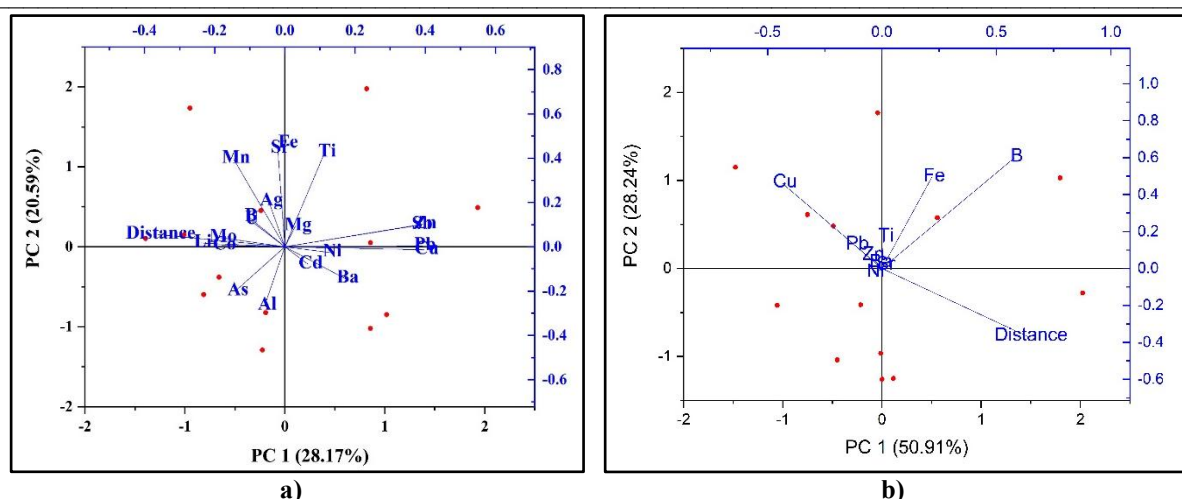 -0.4 -0.2 0.0 0.2 0.4 0.6
PC 2 (20.59%)
2
1
0
-1
-2
0.8
0.6
0.4
0.2
0.0
-0.2
-0.4
-0.6
Fe
Sr
Ti
Mn
Ag
B
Mg
Distance
Li
Mo
Co
Sn
Pb
Cu
Ni
Cd
Ba
As
Al
-2 -1 0 1 2
PC 1 (28.17%)
a)
-0.5 0.0 0.5 1.0
PC 2 (28.24%)
2
1
0
-1
1.0
0.8
0.6
0.4
0.2
0.0
-0.2
-0.4
-0.6
B
Fe
Cu
Ti
Pb
Zn
Ni
Distance
-2 -1 0 1 2
PC 1 (50.91%)
b)